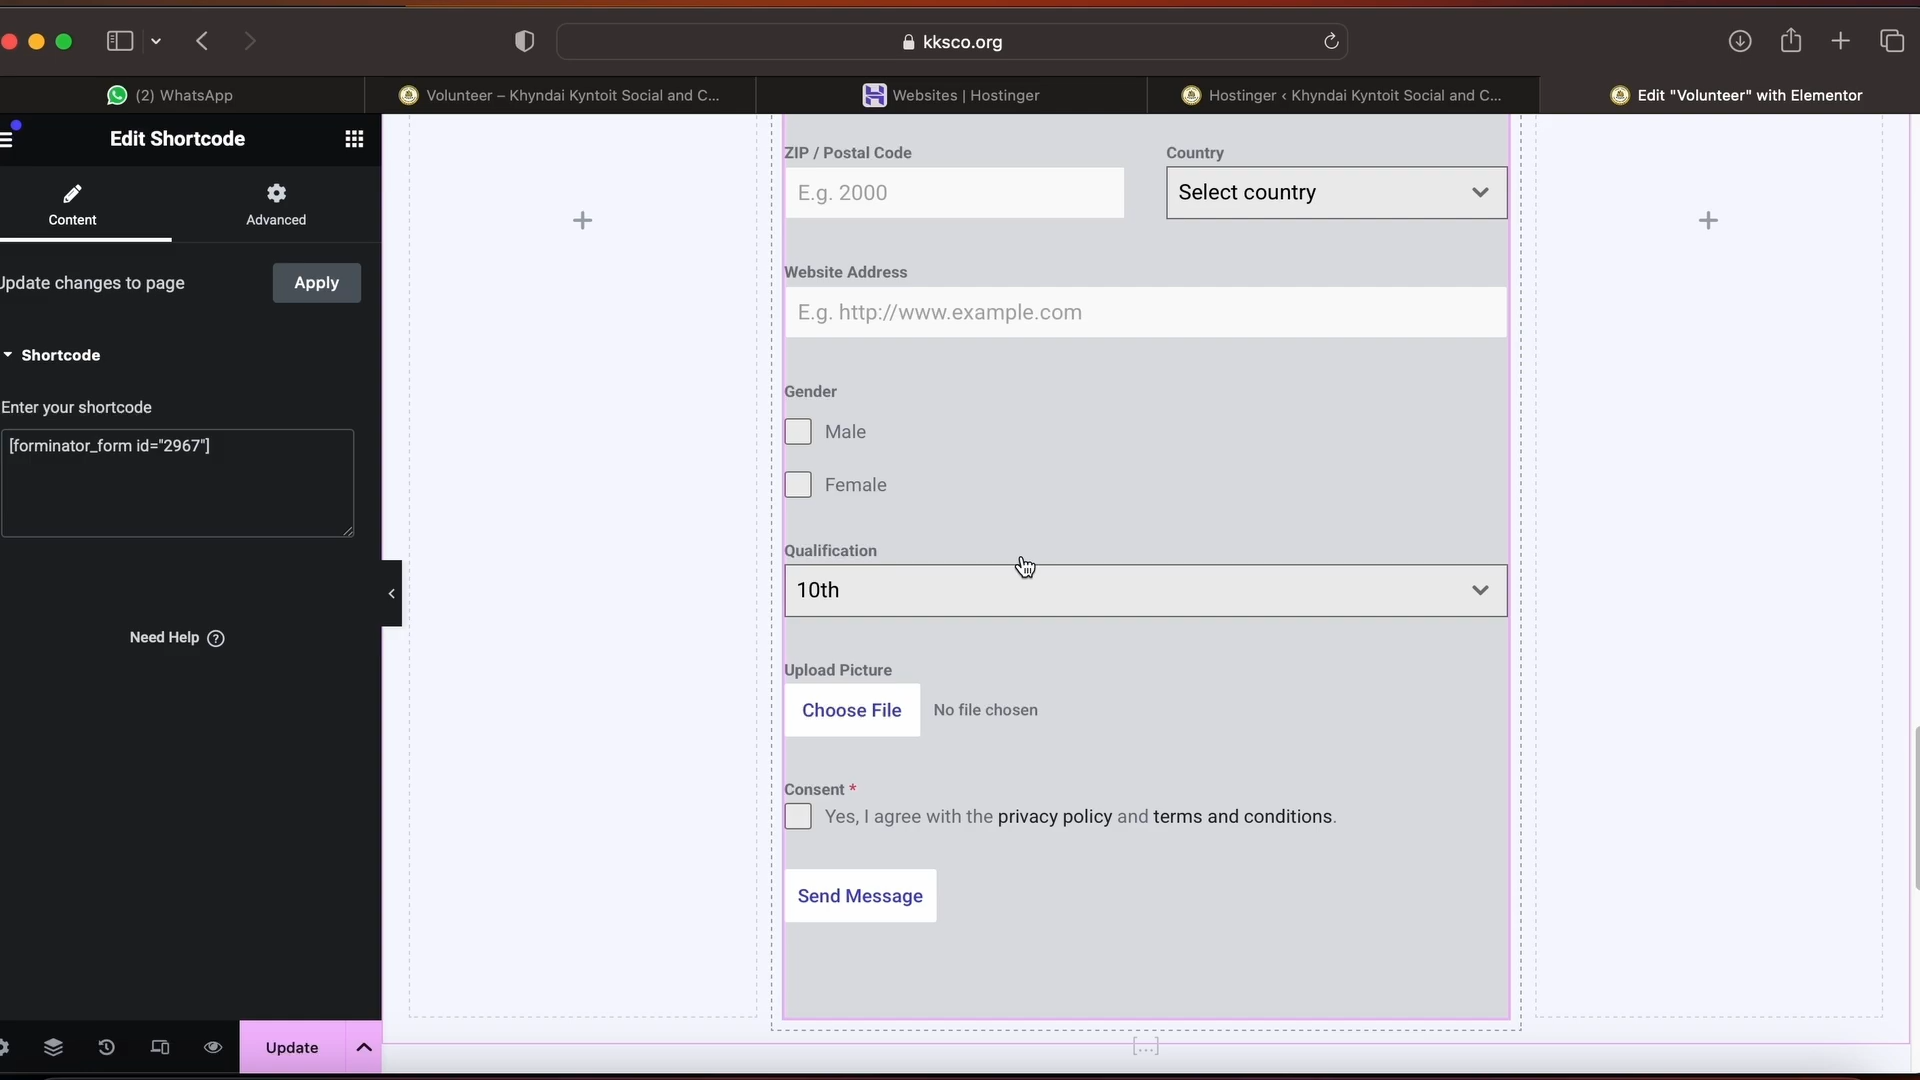 kksco.org
(2) WhatsApp
Volunteer – Khyndai Kyntoit Social and C...
Websites | Hostinger
Hostinger ‹ Khyndai Kyntoit Social and C...
Edit "Volunteer" with Elementor
Edit Shortcode
Content
Advanced
Update changes to page
Apply
Shortcode
Enter your shortcode
[forminator_form id="2967"]
Need Help ?
Update
ZIP / Postal Code
Country
E.g. 2000
Select country
Website Address
E.g. http://www.example.com
Gender
Male
Female
Qualification
10th
Upload Picture
Choose File
No file chosen
Consent *
Yes, I agree with the privacy policy and terms and conditions.
Send Message
[...]